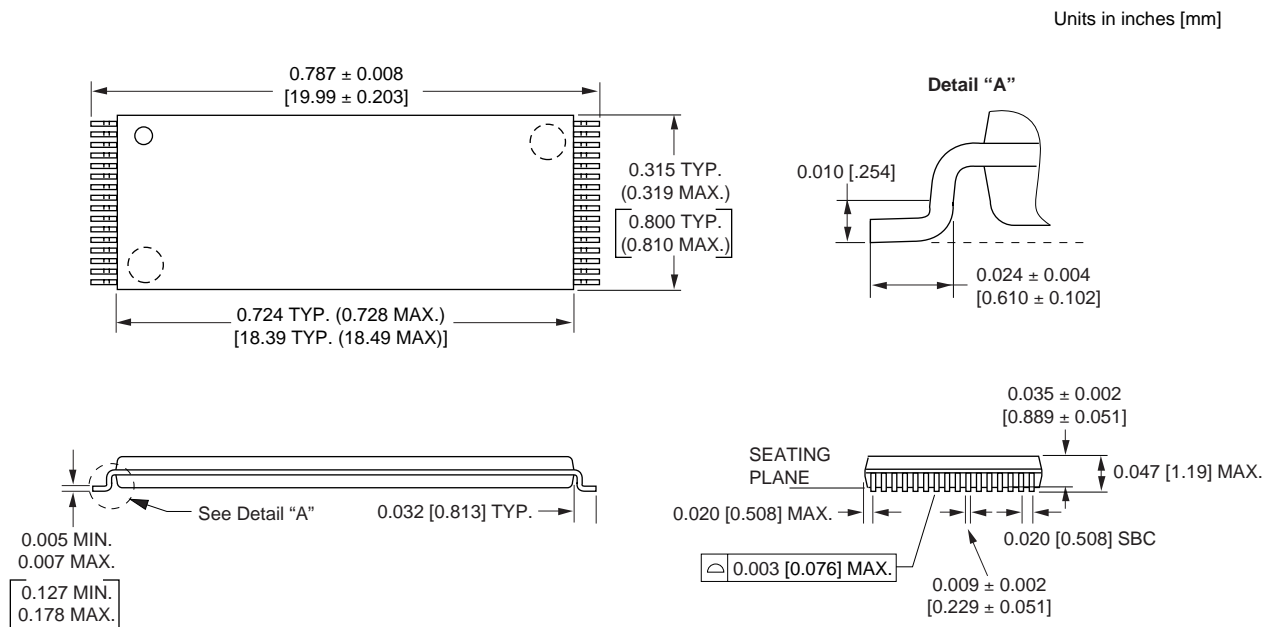 Units in inches [mm]
0.787 ± 0.008
[19.99 ± 0.203]
0.315 TYP.
(0.319 MAX.)
0.800 TYP.
(0.810 MAX.)
0.724 TYP. (0.728 MAX.)
[18.39 TYP. (18.49 MAX)]
Detail “A”
0.010 [.254]
0.024 ± 0.004
[0.610 ± 0.102]
See Detail “A”
0.032 [0.813] TYP.
0.005 MIN.
0.007 MAX.
0.127 MIN.
0.178 MAX.
0.035 ± 0.002
[0.889 ± 0.051]
SEATING
PLANE
0.047 [1.19] MAX.
0.020 [0.508] MAX.
0.020 [0.508] SBC
0.003 [0.076] MAX.
0.009 ± 0.002
[0.229 ± 0.051]